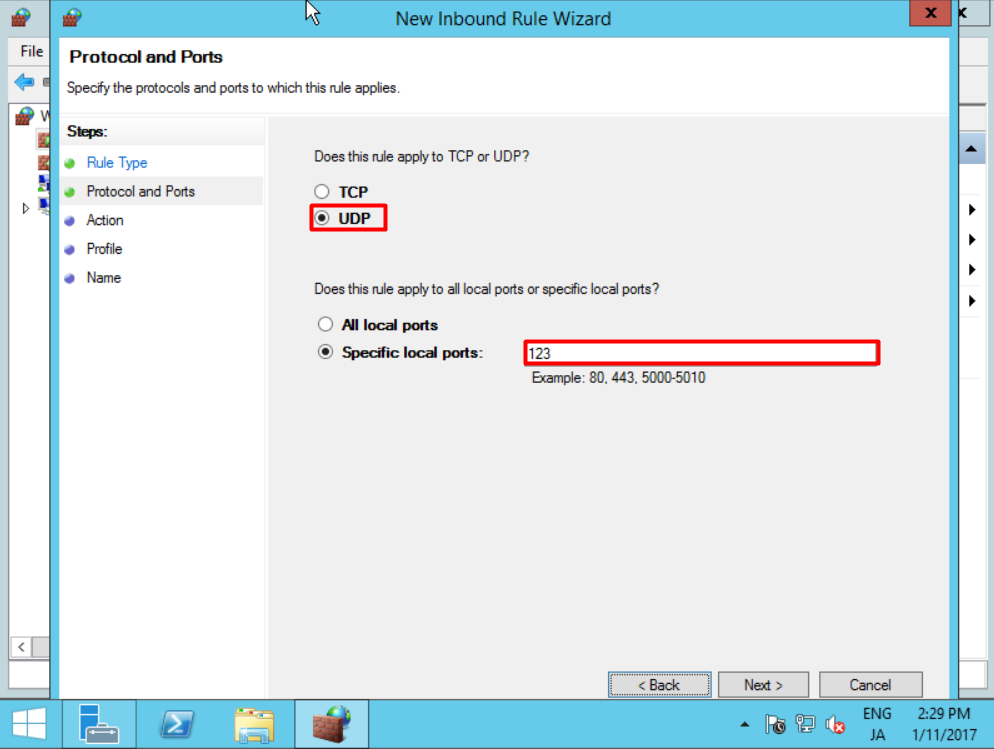 New Inbound Rule Wizard
x
x
File
Protocol and Ports
Specify the protocols and ports to which this rule applies.
W
Steps:
Rule Type
Protocol and Ports
Action
Profile
Name
Does this rule apply to TCP or UDP?
TCP
UDP
Does this rule apply to all local ports or specific local ports?
All local ports
Specific local ports:
123
Example: 80, 443, 5000-5010
< Back
Next >
Cancel
ENG
JA
2:29 PM
1/11/2017